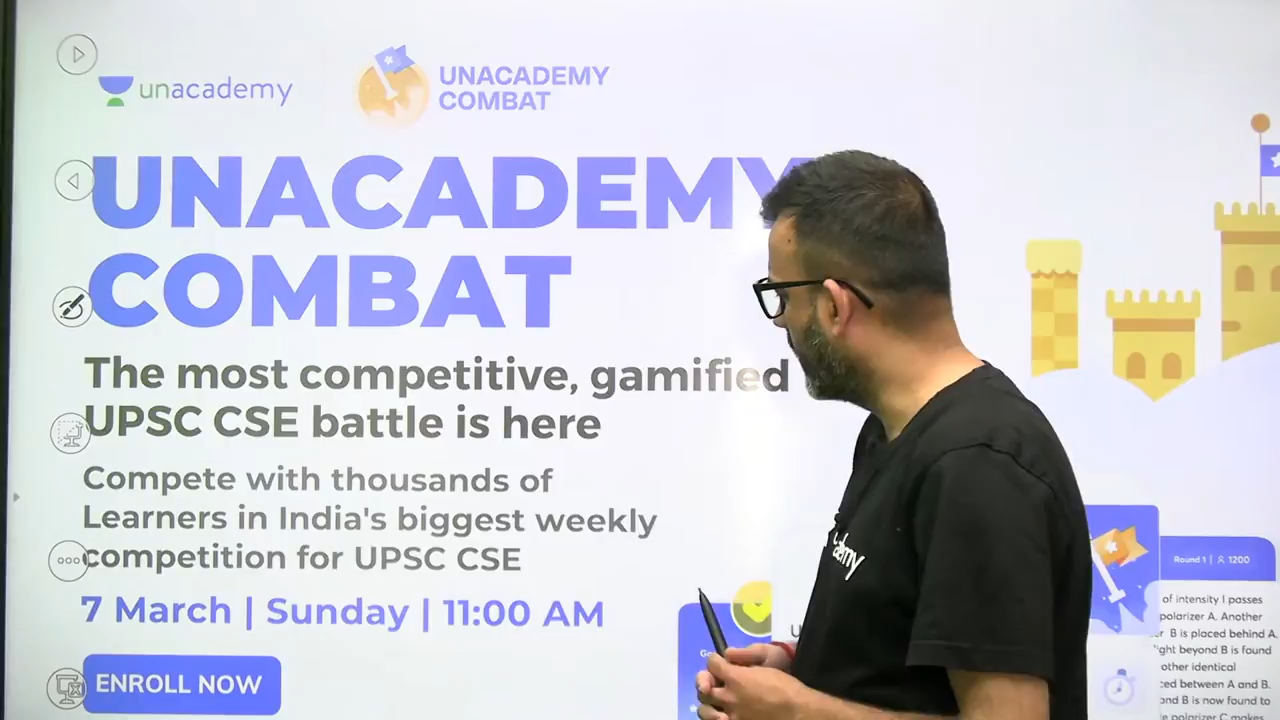 unacademy
UNACADEMY
COMBAT
UNACADEMY
COMBAT
The most competitive, gamified
UPSC CSE battle is here
Compete with thousands of
Learners in India's biggest weekly
competition for UPSC CSE
7 March | Sunday | 11:00 AM
ENROLL NOW
Round 1 | 1200
of intensity I passes
polarizer A. Another
B is placed behind A.
light beyond B is found
other identical
between A and B.
and B is now found to
polarizer C makes